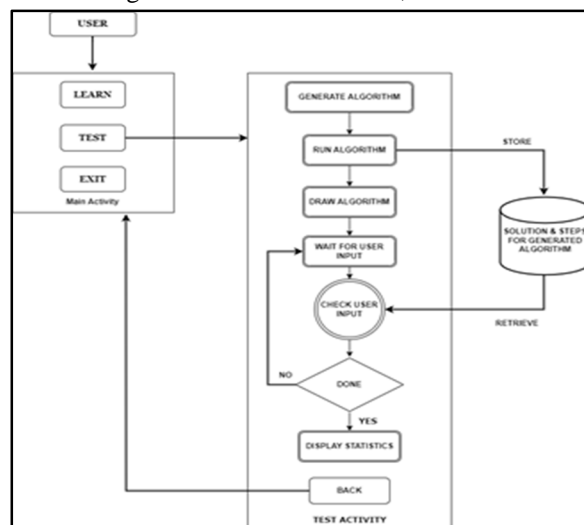 USER
LEARN
TEST
EXIT
Main Activity
GENERATE ALGORITHM
RUN ALGORITHM
STORE
DRAW ALGORITHM
WAIT FOR USER
INPUT
SOLUTION & STEPS
FOR GENERATED
ALGORITHM
CHECK USER
INPUT
RETRIEVE
NO
DONE
YES
DISPLAY STATISTICS
BACK
TEST ACTIVITY